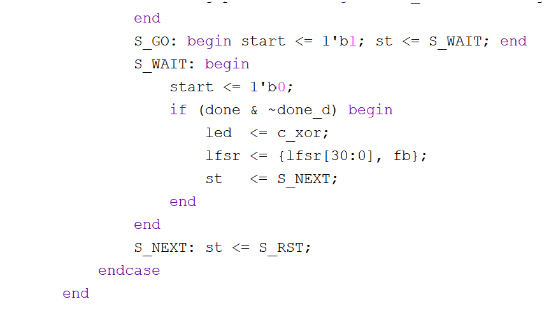 end
S_GO: begin start <= 1'b1; st <= S_WAIT; end
S_WAIT: begin
start <= 1'b0;
if (done & ~done_d) begin
led <= c_xor;
lfsr <= {lfsr[30:0], fb};
st <= S_NEXT;
end
end
S_NEXT: st <= S_RST;
endcase
end